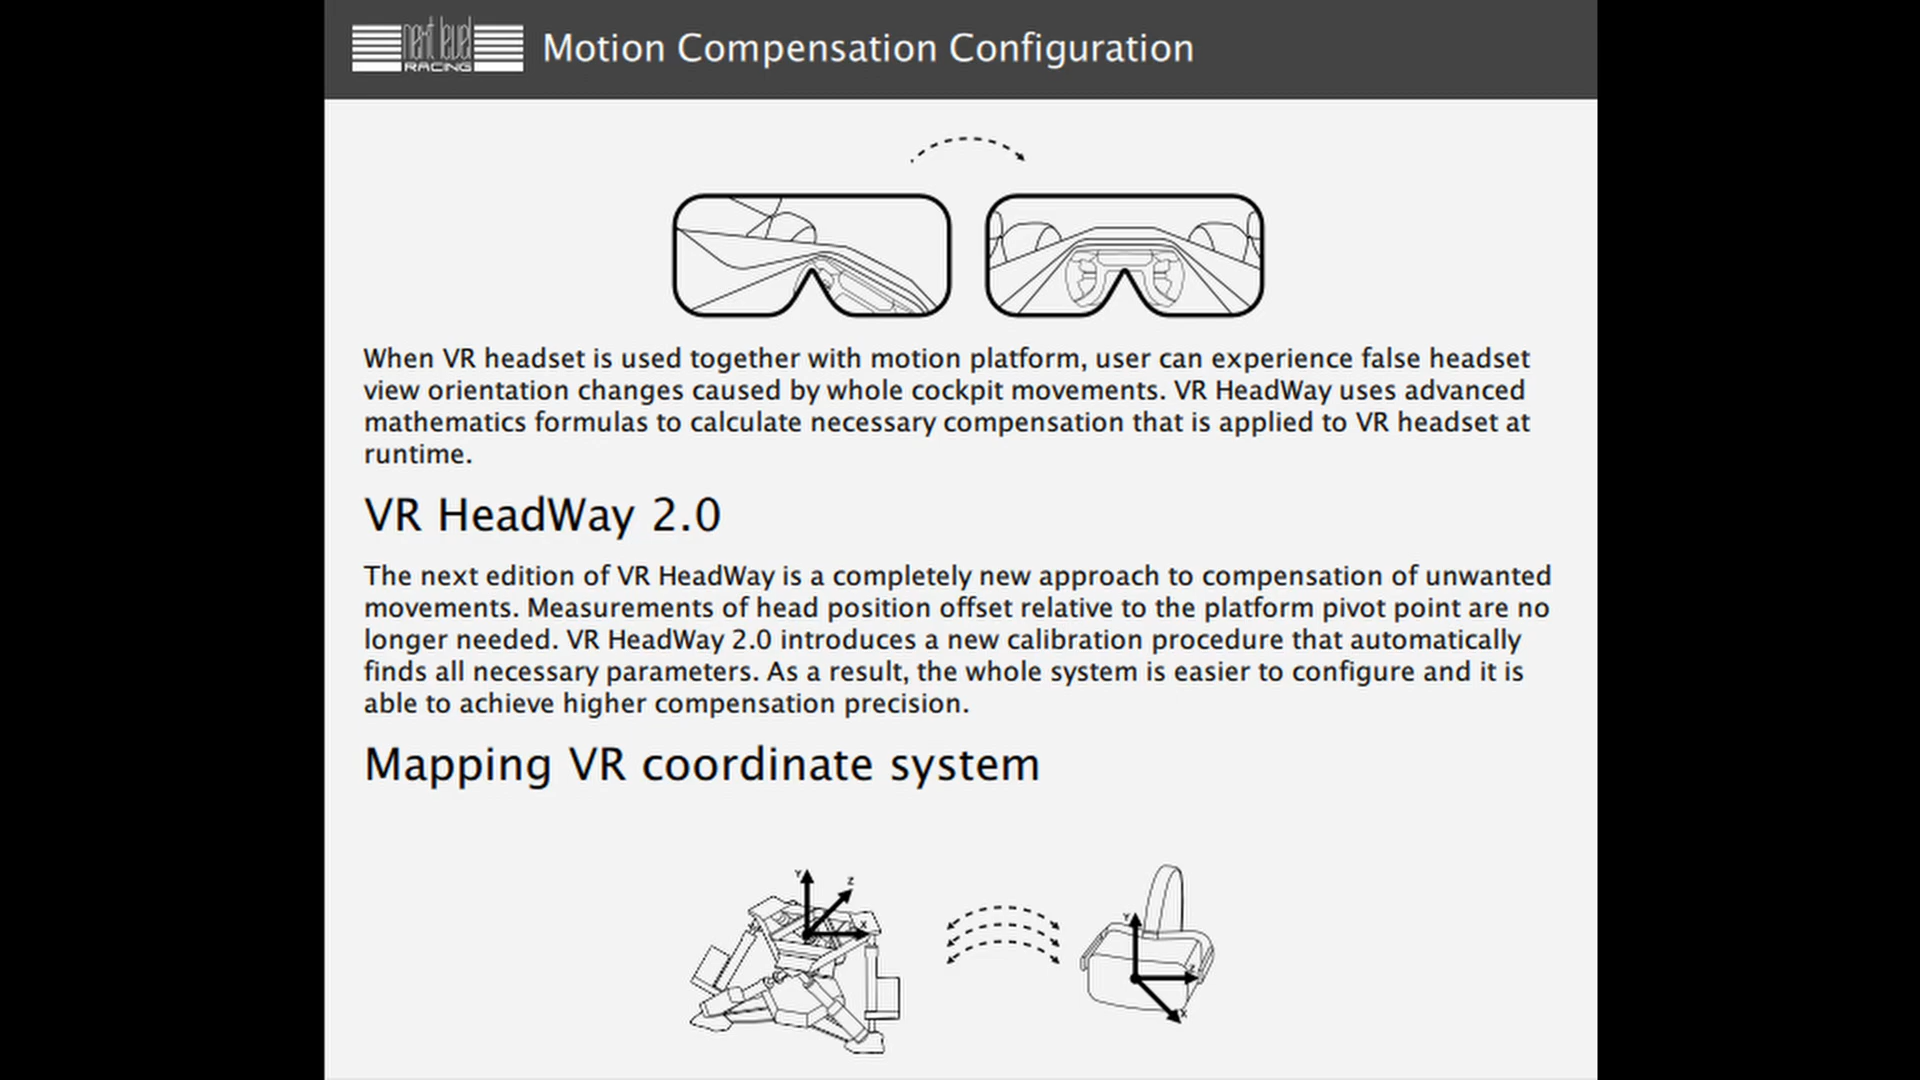 next level
RACING
Motion Compensation Configuration
When VR headset is used together with motion platform, user can experience false headset
view orientation changes caused by whole cockpit movements. VR HeadWay uses advanced
mathematics formulas to calculate necessary compensation that is applied to VR headset at
runtime.
VR HeadWay 2.0
The next edition of VR HeadWay is a completely new approach to compensation of unwanted
movements. Measurements of head position offset relative to the platform pivot point are no
longer needed. VR HeadWay 2.0 introduces a new calibration procedure that automatically
finds all necessary parameters. As a result, the whole system is easier to configure and it is
able to achieve higher compensation precision.
Mapping VR coordinate system
Y
Z
X
Y
Z
X